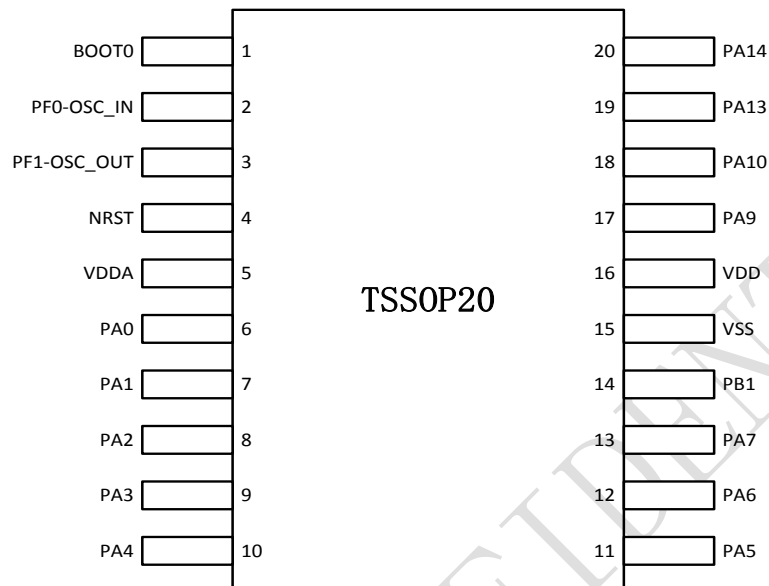 BOOT0 1 20 PA14
PF0-OSC_IN 2 19 PA13
PF1-OSC_OUT 3 18 PA10
NRST 4 17 PA9
VDDA 5 16 VDD
TSSOP20
PA0 6 15 VSS
PA1 7 14 PB1
PA2 8 13 PA7
PA3 9 12 PA6
PA4 10 11 PA5